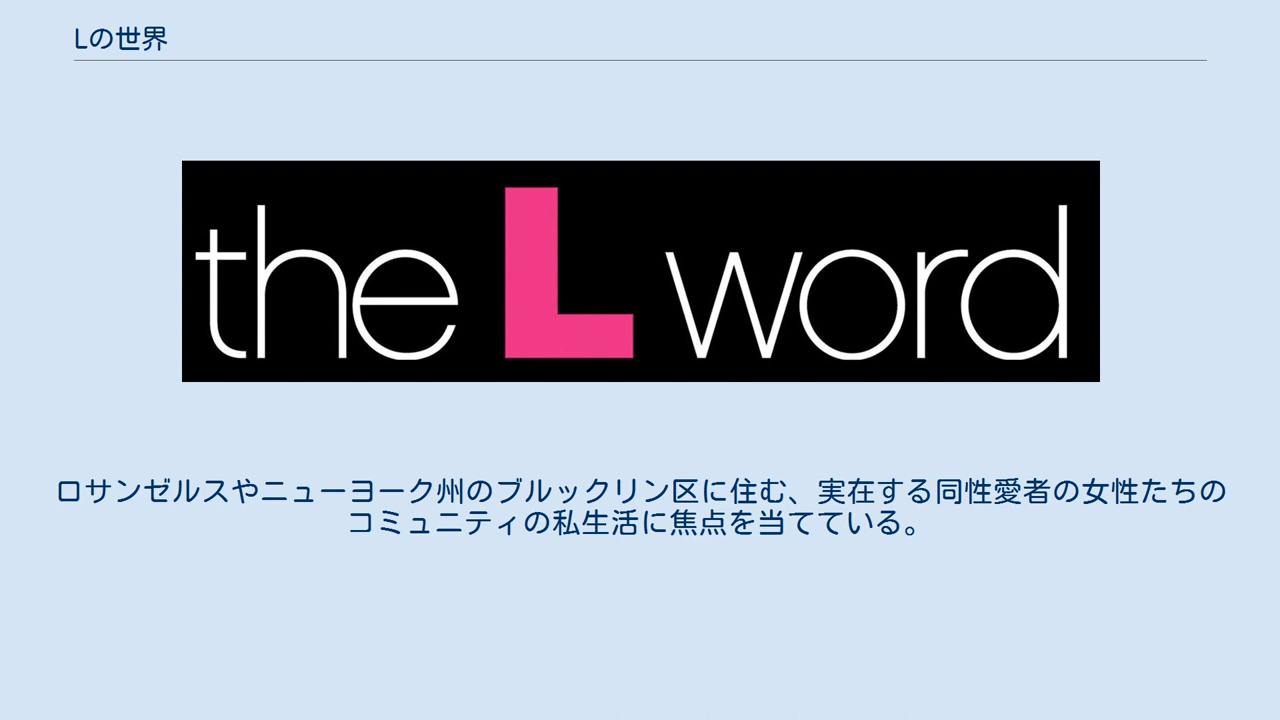 Lの世界
the L word
ロサンゼルスやニューヨーク州のブルックリン区に住む、実在する同性愛者の女性たちの
コミュニティの私生活に焦点を当てている。